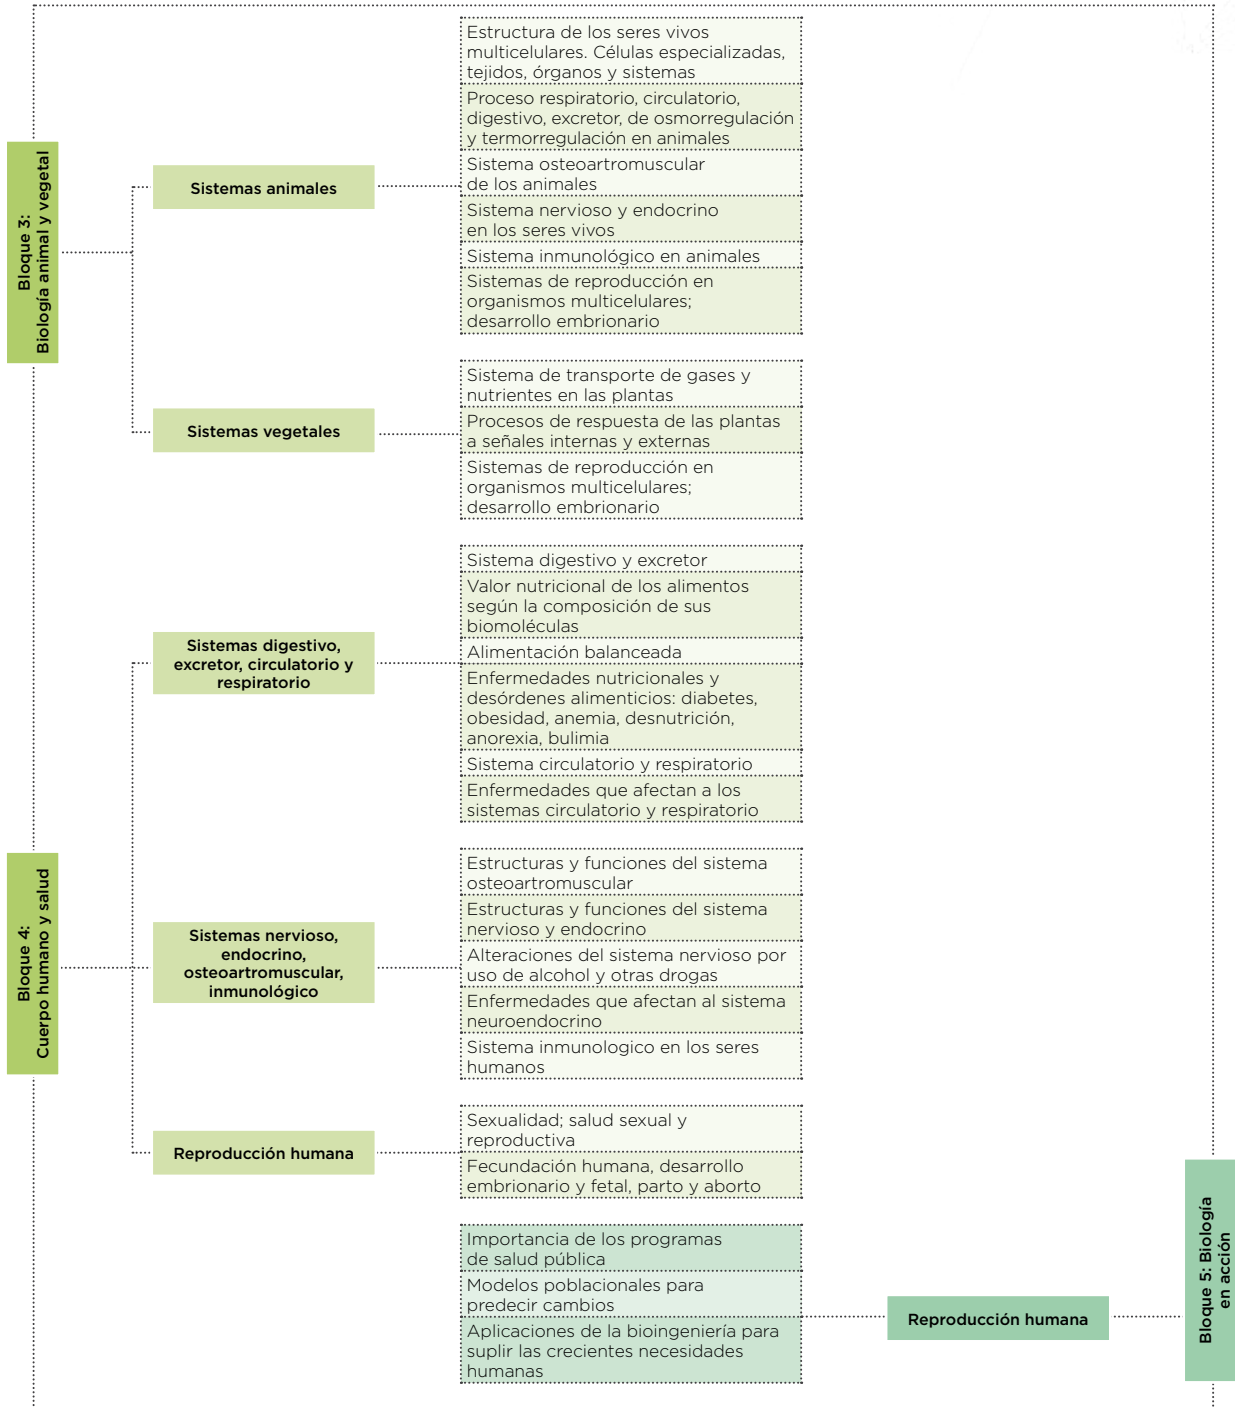 Bloque 3:
Biología animal y vegetal
Sistemas animales
Estructura de los seres vivos
multicelulares. Células especializadas,
tejidos, órganos y sistemas
Proceso respiratorio, circulatorio,
digestivo, excretor, de osmorregulación
y termorregulación en animales
Sistema osteoartromuscular
de los animales
Sistema nervioso y endocrino
en los seres vivos
Sistema inmunológico en animales
Sistemas de reproducción en
organismos multicelulares;
desarrollo embrionario
Sistemas vegetales
Sistema de transporte de gases y
nutrientes en las plantas
Procesos de respuesta de las plantas
a señales internas y externas
Sistemas de reproducción en
organismos multicelulares;
desarrollo embrionario
Bloque 4:
Cuerpo humano y salud
Sistemas digestivo,
excretor, circulatorio y
respiratorio
Sistema digestivo y excretor
Valor nutricional de los alimentos
según la composición de sus
biomoléculas
Alimentación balanceada
Enfermedades nutricionales y
desórdenes alimenticios: diabetes,
obesidad, anemia, desnutrición,
anorexia, bulimia
Sistema circulatorio y respiratorio
Enfermedades que afectan a los
sistemas circulatorio y respiratorio
Sistemas nervioso,
endocrino,
osteoartromuscular,
inmunológico
Estructuras y funciones del sistema
osteoartromuscular
Estructuras y funciones del sistema
nervioso y endocrino
Alteraciones del sistema nervioso por
uso de alcohol y otras drogas
Enfermedades que afectan al sistema
neuroendocrino
Sistema inmunologico en los seres
humanos
Reproducción humana
Sexualidad; salud sexual y
reproductiva
Fecundación humana, desarrollo
embrionario y fetal, parto y aborto
Importancia de los programas
de salud pública
Modelos poblacionales para
predecir cambios
Aplicaciones de la bioingeniería para
suplir las crecientes necesidades
humanas
Reproducción humana
Bloque 5: Biología
en acción